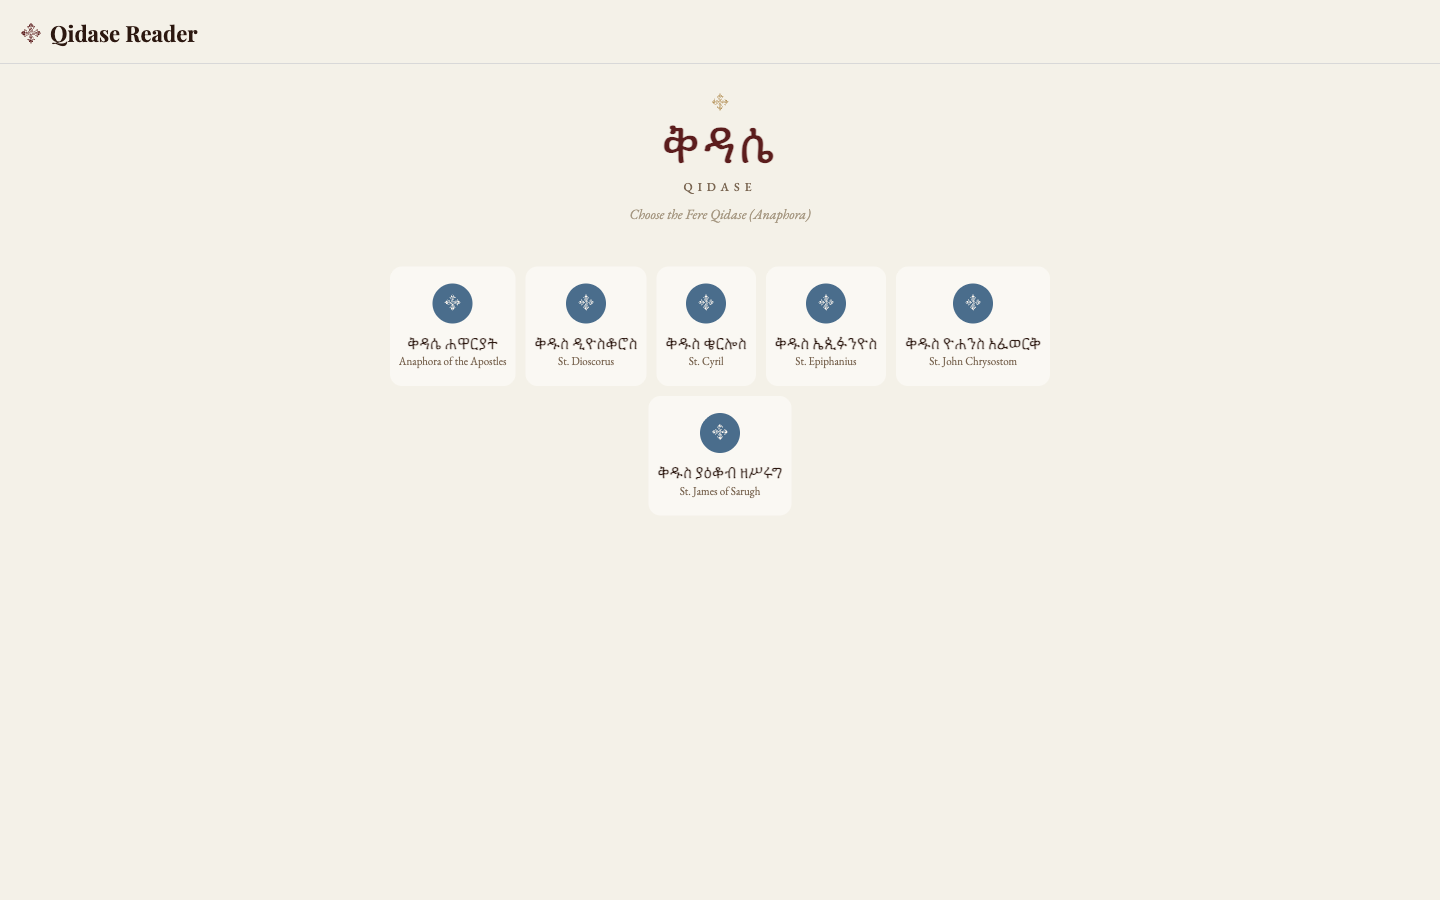 Qidase Reader
ቅዳሴ
QIDASE
Choose the Fere Qidase (Anaphora)
ቅዳሴ ሐዋርያት
Anaphora of the Apostles
ቅዱስ ዲዮስቆሮስ
St. Dioscorus
ቅዱስ ቄርሎስ
St. Cyril
ቅዱስ ኤጲፋንዮስ
St. Epiphanius
ቅዱስ ዮሐንስ አፈወርቅ
St. John Chrysostom
ቅዱስ ያዕቆብ ዘሥሩግ
St. James of Sarugh